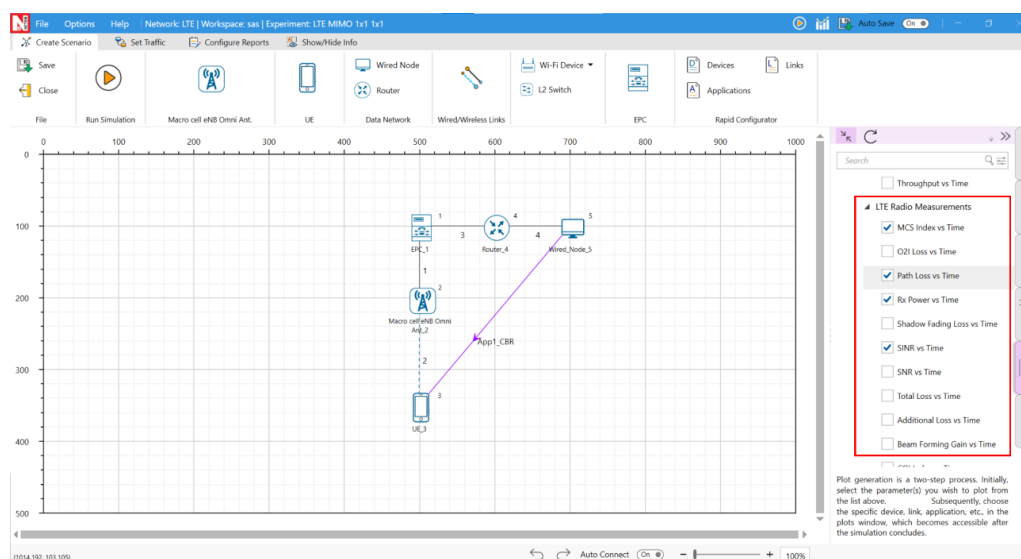 N File Options Help Network: LTE | Workspace: sas | Experiment: LTE MIMO 1x1 1x1 Auto Save On
Create Scenario Set Traffic Configure Reports Show/Hide Info
Save Wired Node Wi-Fi Device Devices Links
Close Router L2 Switch Applications
File Run Simulation Macro cell eNB Omni Ant. UE Data Network Wired/Wireless Links EPC Rapid Configurator
0 100 200 300 400 500 600 700 800 900 1000
0
100
200
300
400
500
1
EPC_1
3
4
Router_4
4
5
Wired_Node_5
1
2
Macro cell eNB Omni
Ant_2
App1_CBR
2
3
UE_3
Search
Throughput vs Time
LTE Radio Measurements
MCS Index vs Time
O2I Loss vs Time
Path Loss vs Time
Rx Power vs Time
Shadow Fading Loss vs Time
SINR vs Time
SNR vs Time
Total Loss vs Time
Additional Loss vs Time
Beam Forming Gain vs Time
Plot generation is a two-step process. Initially,
select the parameter(s) you wish to plot from
the list above. Subsequently, choose
the specific device, link, application, etc., in the
plots window, which becomes accessible after
the simulation concludes.
(1014.192, 103.105) Auto Connect On 100%